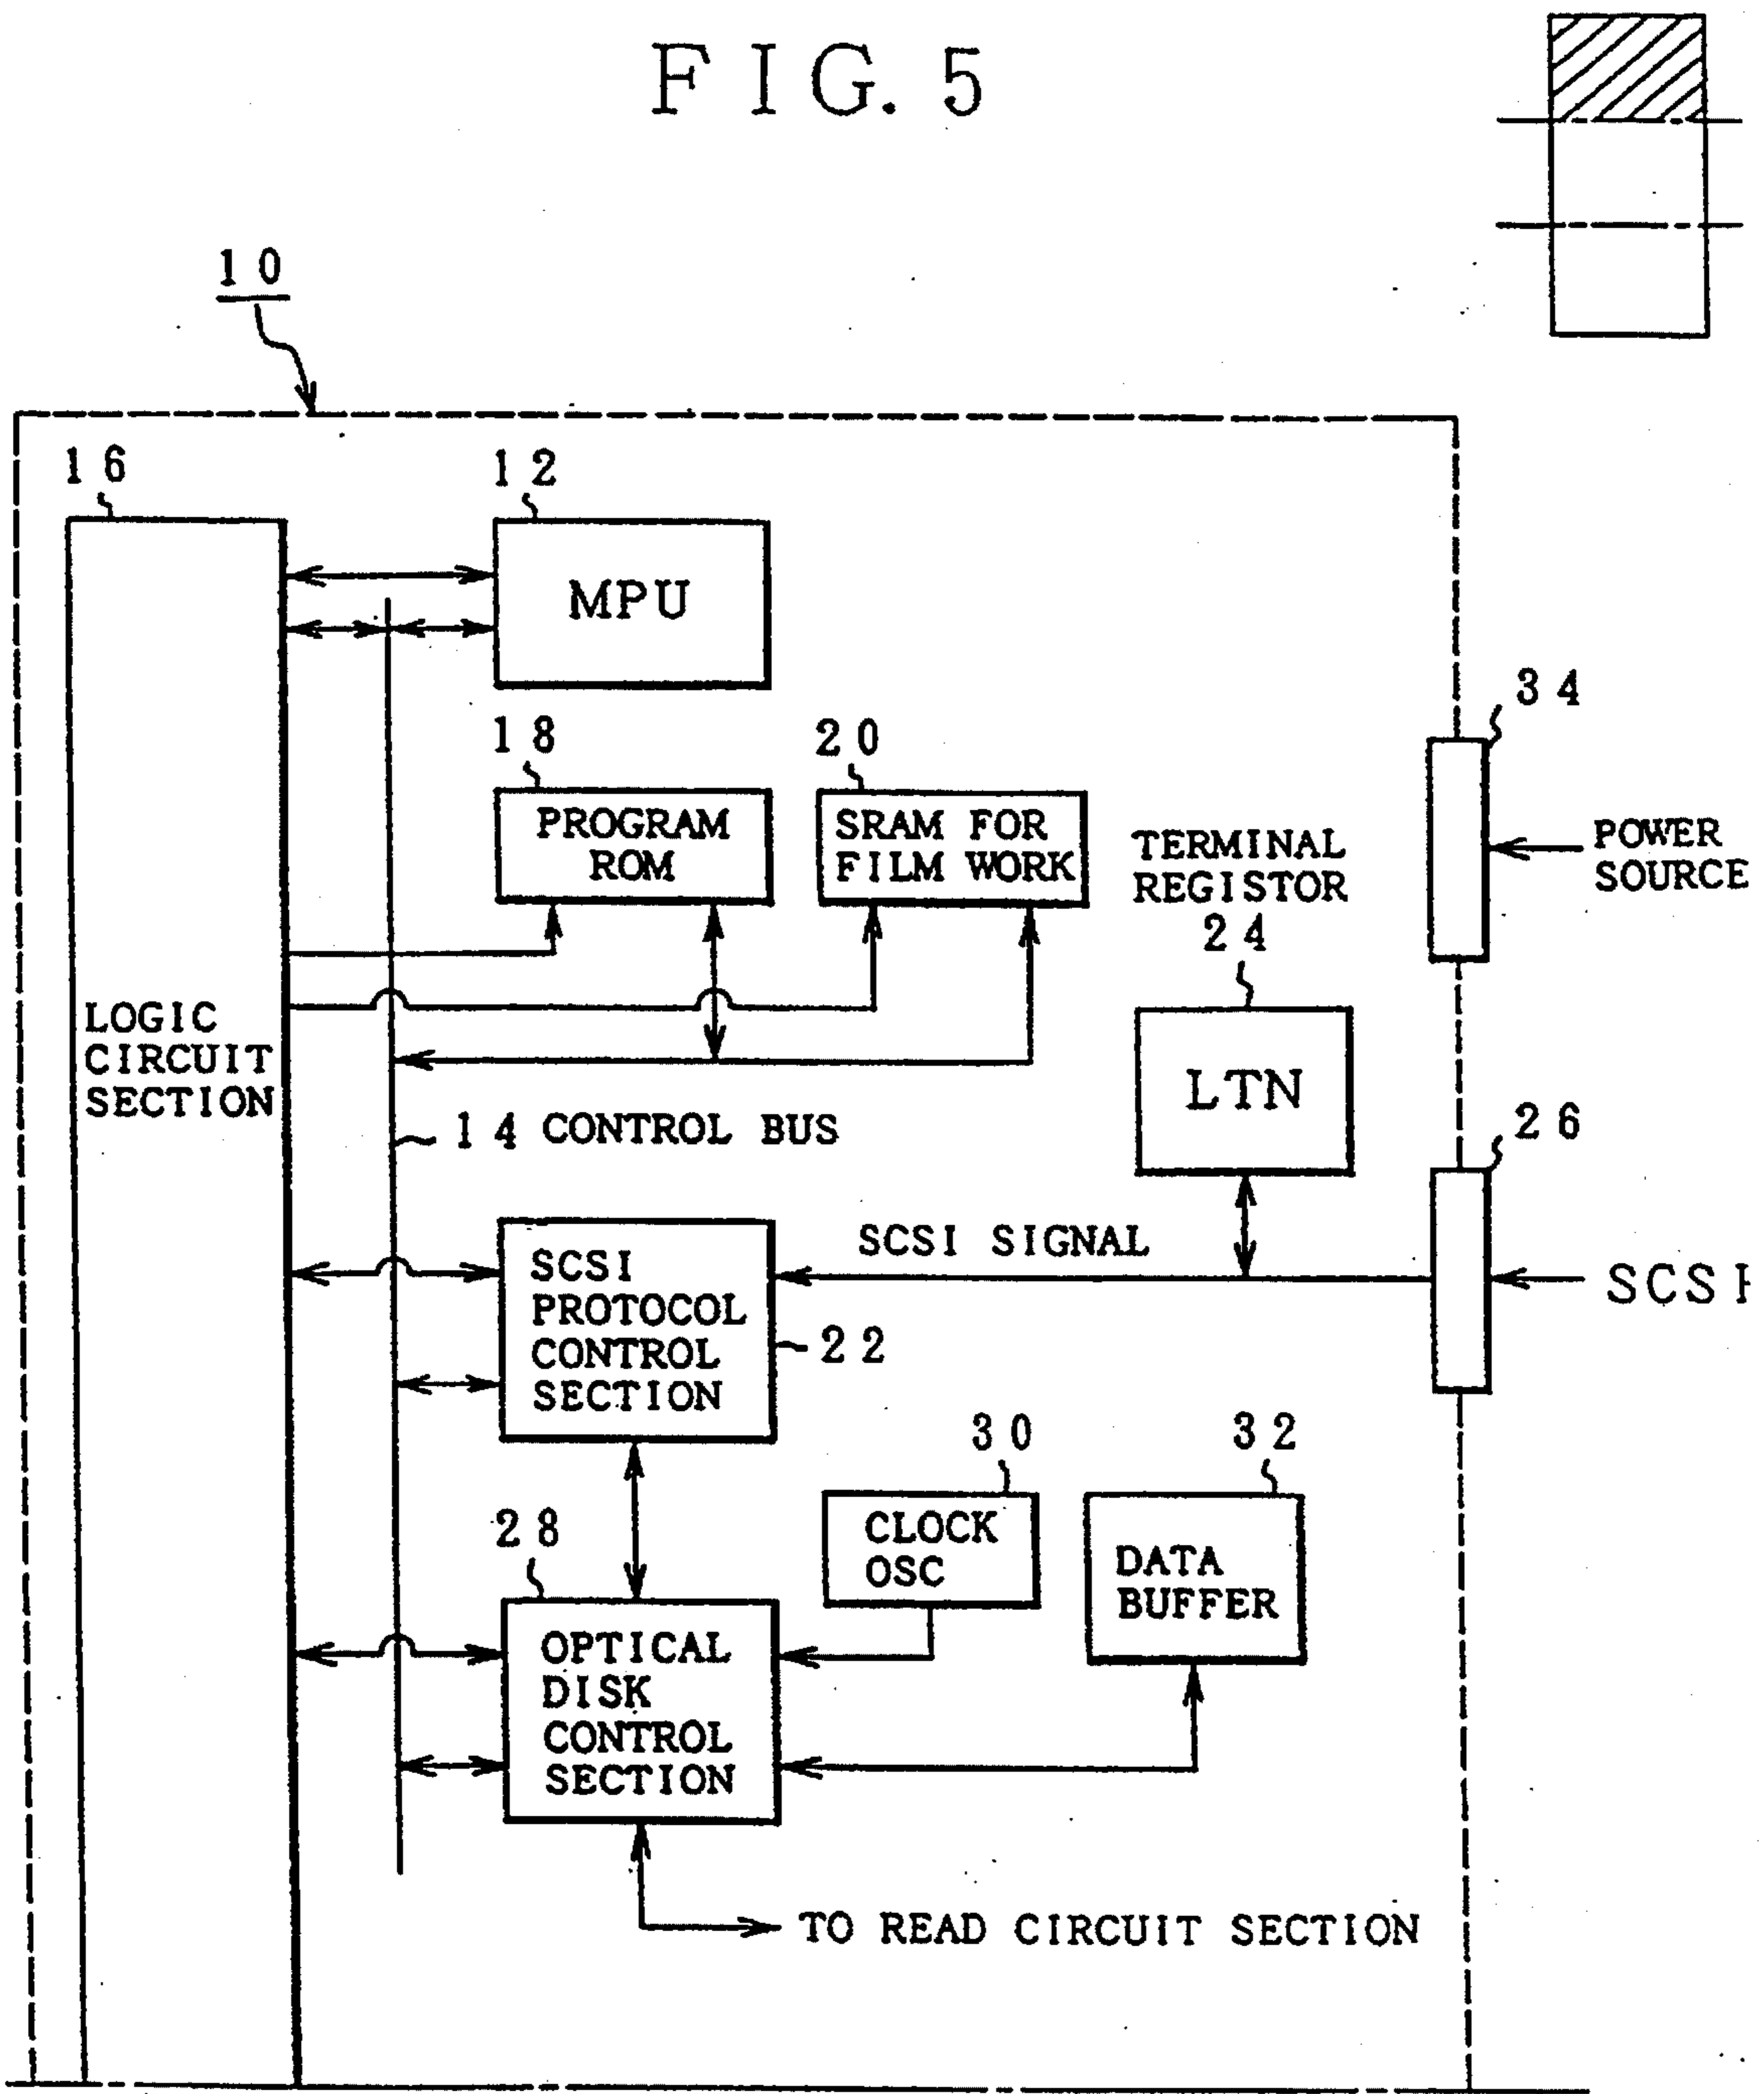 FIG. 5
10
16
12
MPU
34
18
20
PROGRAM
ROM
SRAM FOR
FILM WORK
TERMINAL
REGISTOR
24
POWER
SOURCE
LOGIC
CIRCUIT
SECTION
LTN
14 CONTROL BUS
26
SCSI SIGNAL
SCSI
PROTOCOL
CONTROL
SECTION
22
SCSI
30
32
CLOCK
OSC
DATA
BUFFER
28
OPTICAL
DISK
CONTROL
SECTION
TO READ CIRCUIT SECTION